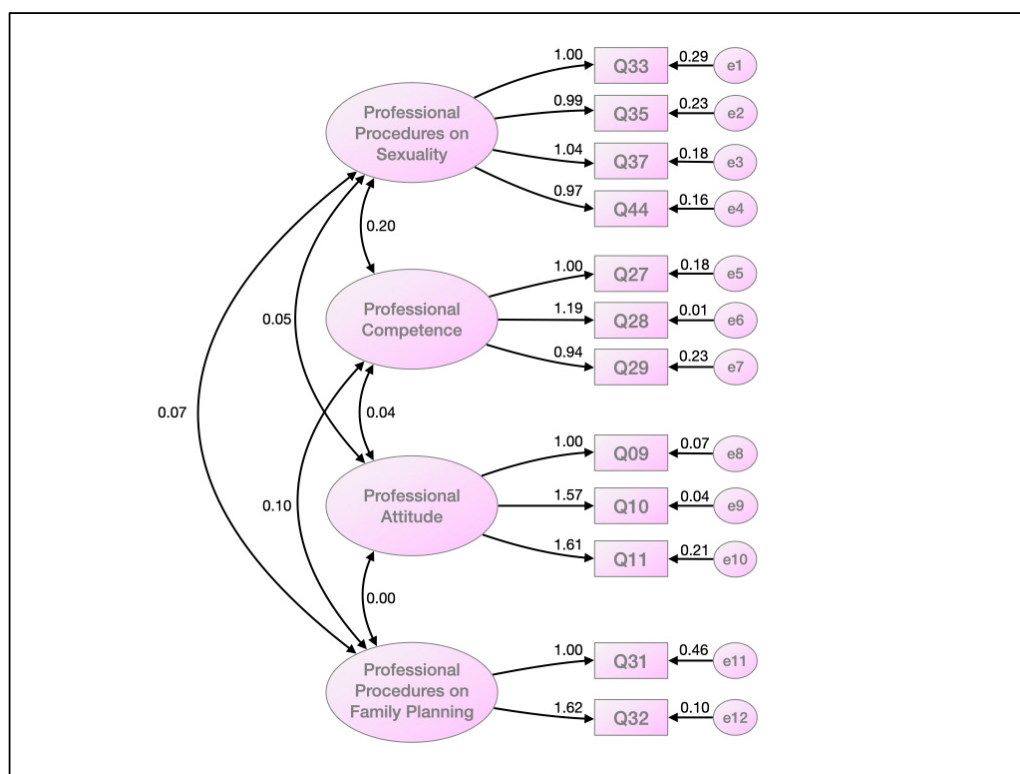 1.00
Q33
0.29
e1
Professional
Procedures on
Sexuality
0.99
Q35
0.23
e2
1.04
Q37
0.18
e3
0.97
Q44
0.16
e4
0.20
1.00
Q27
0.18
e5
Professional
Competence
1.19
Q28
0.01
e6
0.94
Q29
0.23
e7
0.05
0.07
0.04
1.00
Q09
0.07
e8
Professional
Attitude
1.57
Q10
0.04
e9
0.10
1.61
Q11
0.21
e10
0.00
1.00
Q31
0.46
e11
Professional
Procedures on
Family Planning
1.62
Q32
0.10
e12